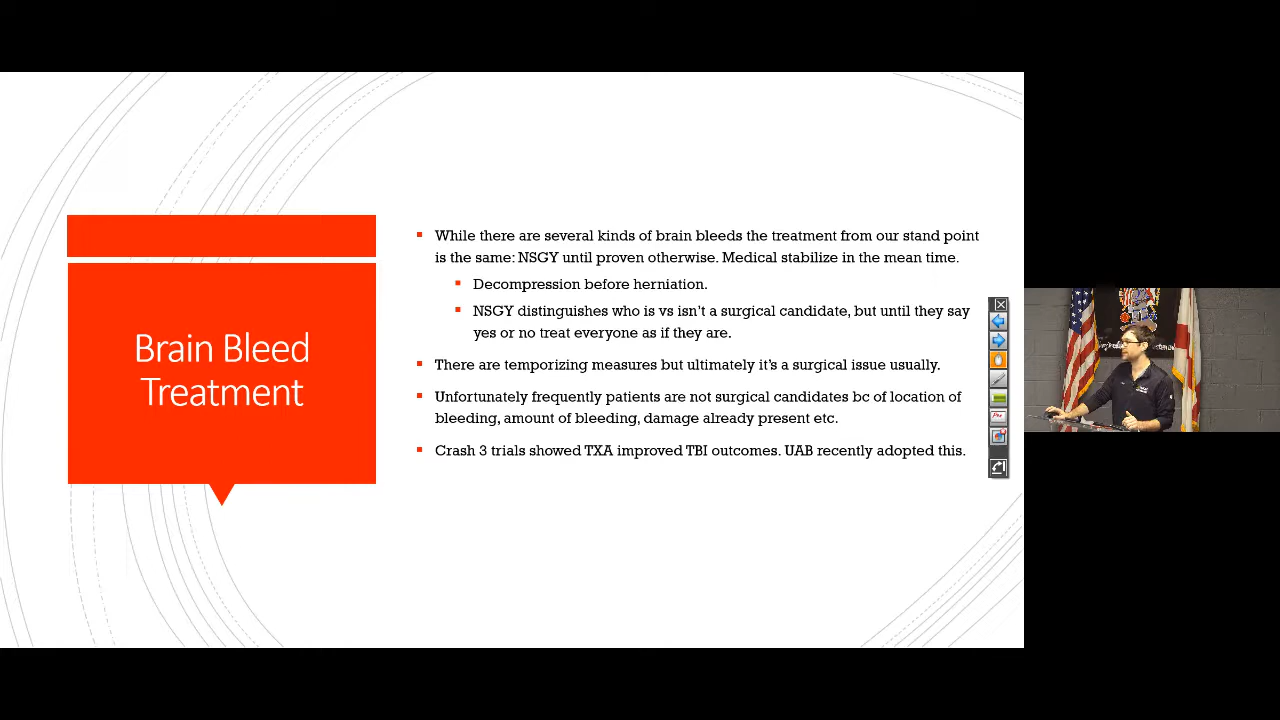 Brain Bleed
Treatment
While there are several kinds of brain bleeds the treatment from our stand point
is the same: NSGY until proven otherwise. Medical stabilize in the mean time.
Decompression before herniation.
NSGY distinguishes who is vs isn't a surgical candidate, but until they say
yes or no treat everyone as if they are.
There are temporizing measures but ultimately it's a surgical issue usually.
Unfortunately frequently patients are not surgical candidates bc of location of
bleeding, amount of bleeding, damage already present etc.
Crash 3 trials showed TXA improved TBI outcomes. UAB recently adopted this.